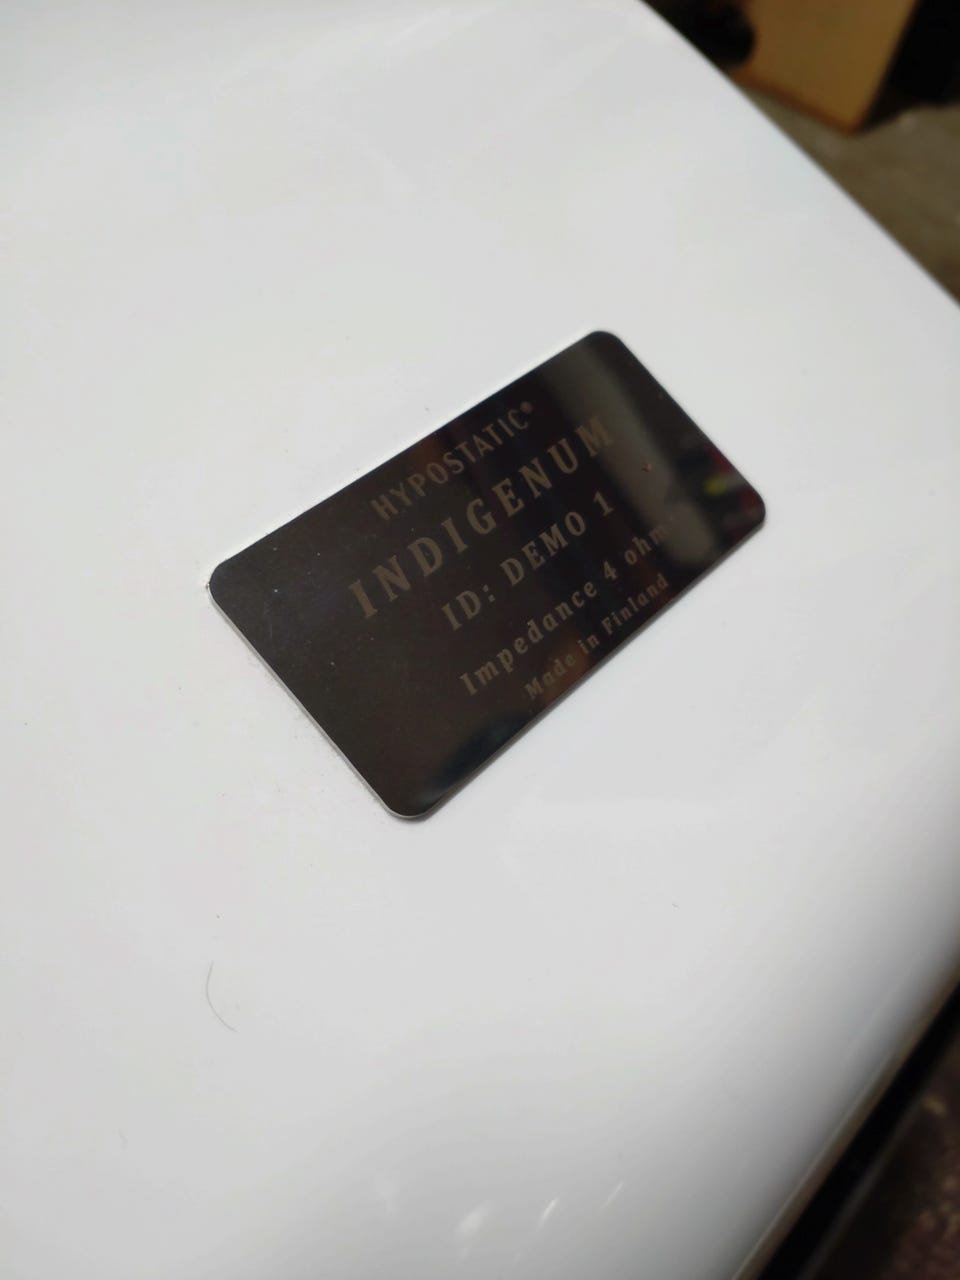 HYPOSTATIC®
INDIGENUM
ID: DEMO 1
Impedance 4 ohm
Made in Finland